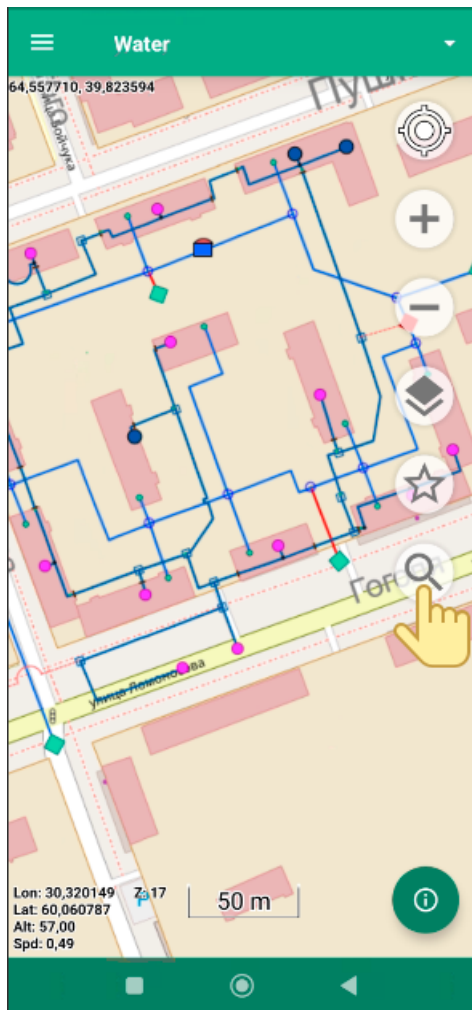 Water
64,557710, 39,823594
улица Ломоносова
Lon: 30,320149 Z: 17
Lat: 60,060787
Alt: 57,00
Spd: 0,49
50 m